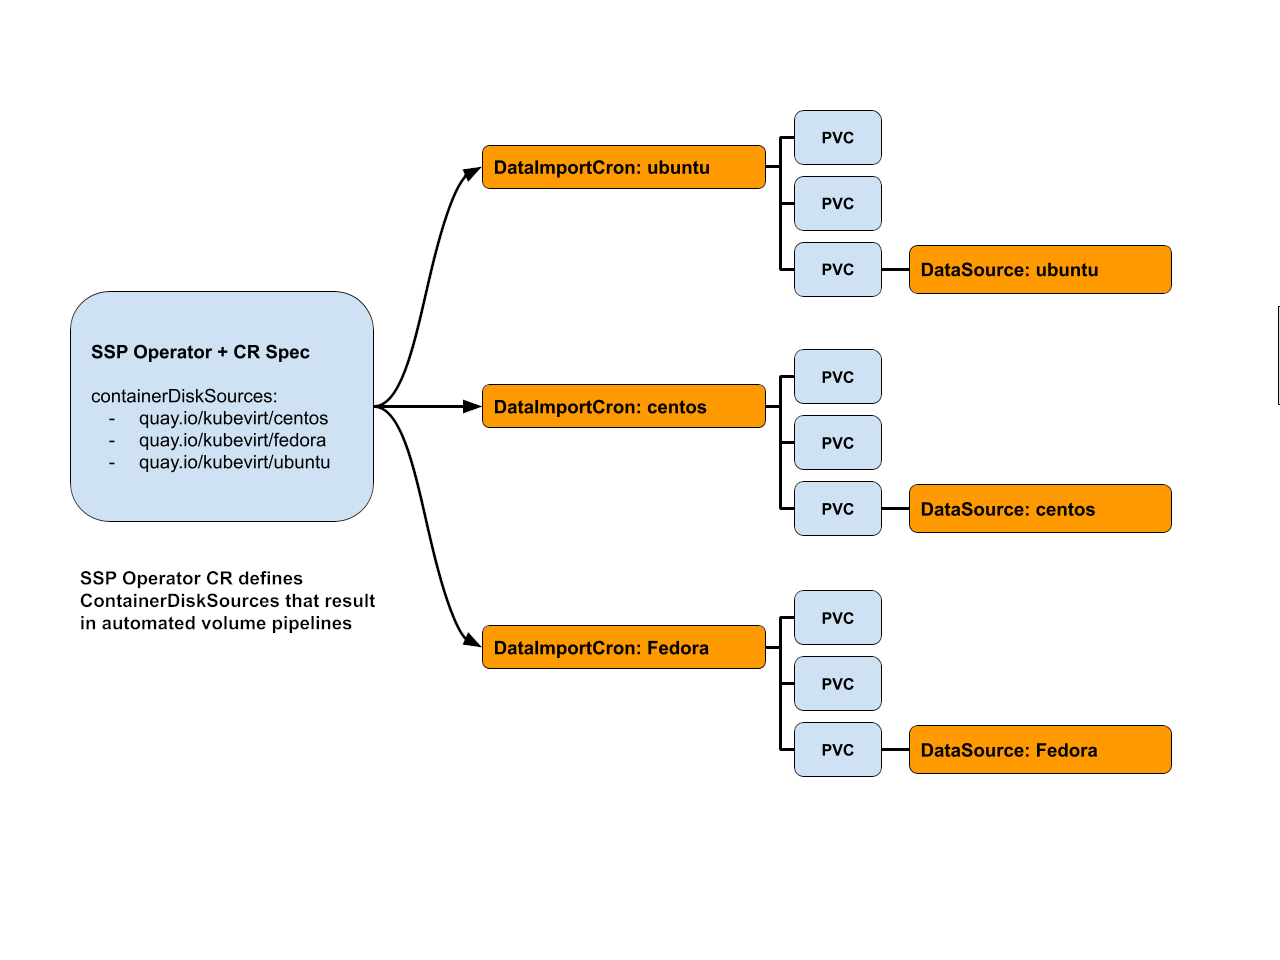 SSP Operator + CR Spec
containerDiskSources:
- quay.io/kubevirt/centos
- quay.io/kubevirt/fedora
- quay.io/kubevirt/ubuntu
SSP Operator CR defines
ContainerDiskSources that result
in automated volume pipelines
DataImportCron: ubuntu
PVC
PVC
PVC
DataSource: ubuntu
DataImportCron: centos
PVC
PVC
PVC
DataSource: centos
DataImportCron: Fedora
PVC
PVC
PVC
DataSource: Fedora